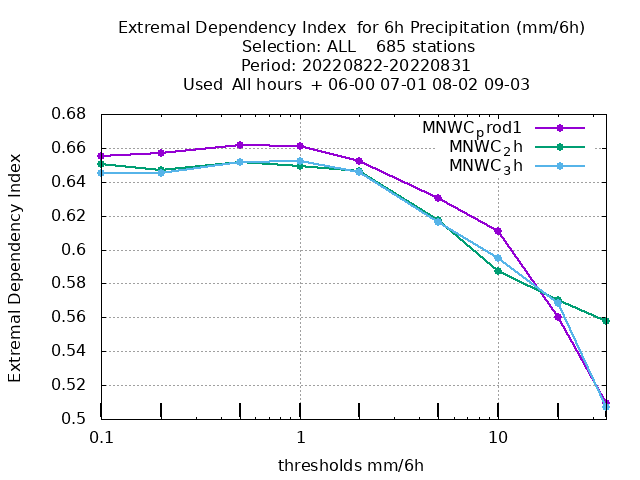 Extremal Dependency Index  for 6h Precipitation (mm/6h)
Selection: ALL    685 stations
Period: 20220822-20220831
Used  All hours  + 06-00 07-01 08-02 09-03
Extremal Dependency Index
0.68
0.66
0.64
0.62
0.6
0.58
0.56
0.54
0.52
0.5
MNWCprod1
MNWC2h
MNWC3h
0.1 1 10
thresholds mm/6h